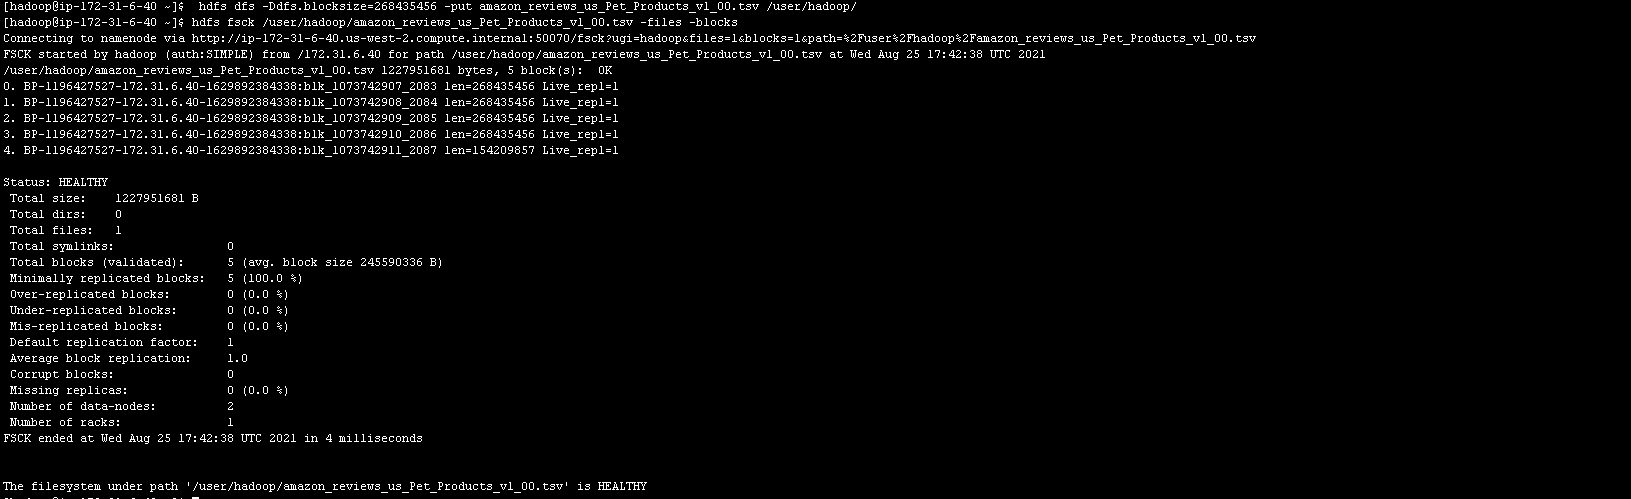 [hadoop@ip-172-31-6-40 ~]$  hdfs dfs -Ddfs.blocksize=268435456 -put amazon_reviews_us_Pet_Products_v1_00.tsv /user/hadoop/
[hadoop@ip-172-31-6-40 ~]$ hdfs fsck /user/hadoop/amazon_reviews_us_Pet_Products_v1_00.tsv -files -blocks
Connecting to namenode via http://ip-172-31-6-40.us-west-2.compute.internal:50070/fsck?ugi=hadoop&files=1&blocks=1&path=%2Fuser%2Fhadoop%2Famazon_reviews_us_Pet_Products_v1_00.tsv
FSCK started by hadoop (auth:SIMPLE) from /172.31.6.40 for path /user/hadoop/amazon_reviews_us_Pet_Products_v1_00.tsv at Wed Aug 25 17:42:38 UTC 2021
/user/hadoop/amazon_reviews_us_Pet_Products_v1_00.tsv 1227951681 bytes, 5 block(s):  OK
0. BP-1196427527-172.31.6.40-1629892384338:blk_1073742907_2083 len=268435456 Live_repl=1
1. BP-1196427527-172.31.6.40-1629892384338:blk_1073742908_2084 len=268435456 Live_repl=1
2. BP-1196427527-172.31.6.40-1629892384338:blk_1073742909_2085 len=268435456 Live_repl=1
3. BP-1196427527-172.31.6.40-1629892384338:blk_1073742910_2086 len=268435456 Live_repl=1
4. BP-1196427527-172.31.6.40-1629892384338:blk_1073742911_2087 len=154209857 Live_repl=1
Status: HEALTHY
Total size: 1227951681 B
Total dirs: 0
Total files: 1
Total symlinks: 0
Total blocks (validated): 5 (avg. block size 245590336 B)
Minimally replicated blocks: 5 (100.0 %)
Over-replicated blocks: 0 (0.0 %)
Under-replicated blocks: 0 (0.0 %)
Mis-replicated blocks: 0 (0.0 %)
Default replication factor: 1
Average block replication: 1.0
Corrupt blocks: 0
Missing replicas: 0 (0.0 %)
Number of data-nodes: 2
Number of racks: 1
FSCK ended at Wed Aug 25 17:42:38 UTC 2021 in 4 milliseconds
The filesystem under path '/user/hadoop/amazon_reviews_us_Pet_Products_v1_00.tsv' is HEALTHY